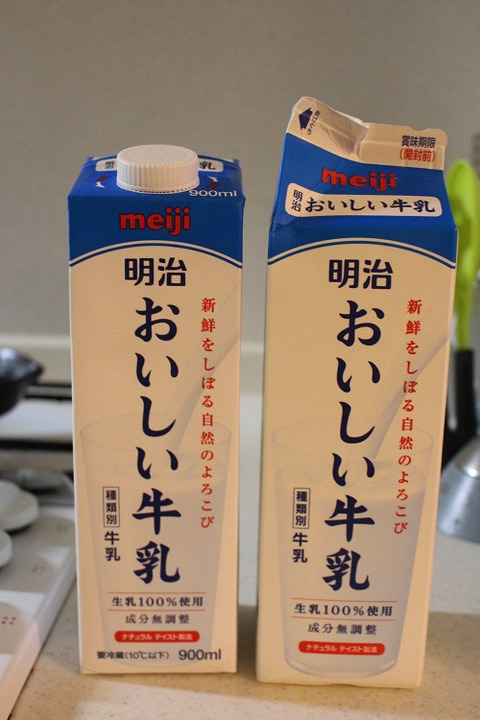 乳
900ml
meiji
明治
おいしい牛乳
新鮮をしぼる自然のよろこび
種類別
牛乳
生乳100%使用
成分無調整
ナチュラル テイスト製法
要冷蔵(10℃以下) 900ml
あけぐち
賞味期限
(開封前)
meiji
明治 おいしい牛乳
明治
おいしい牛乳
新鮮をしぼる自然のよろこび
種類別
牛乳
生乳100%使用
成分無調整
ナチュラル テイスト製法